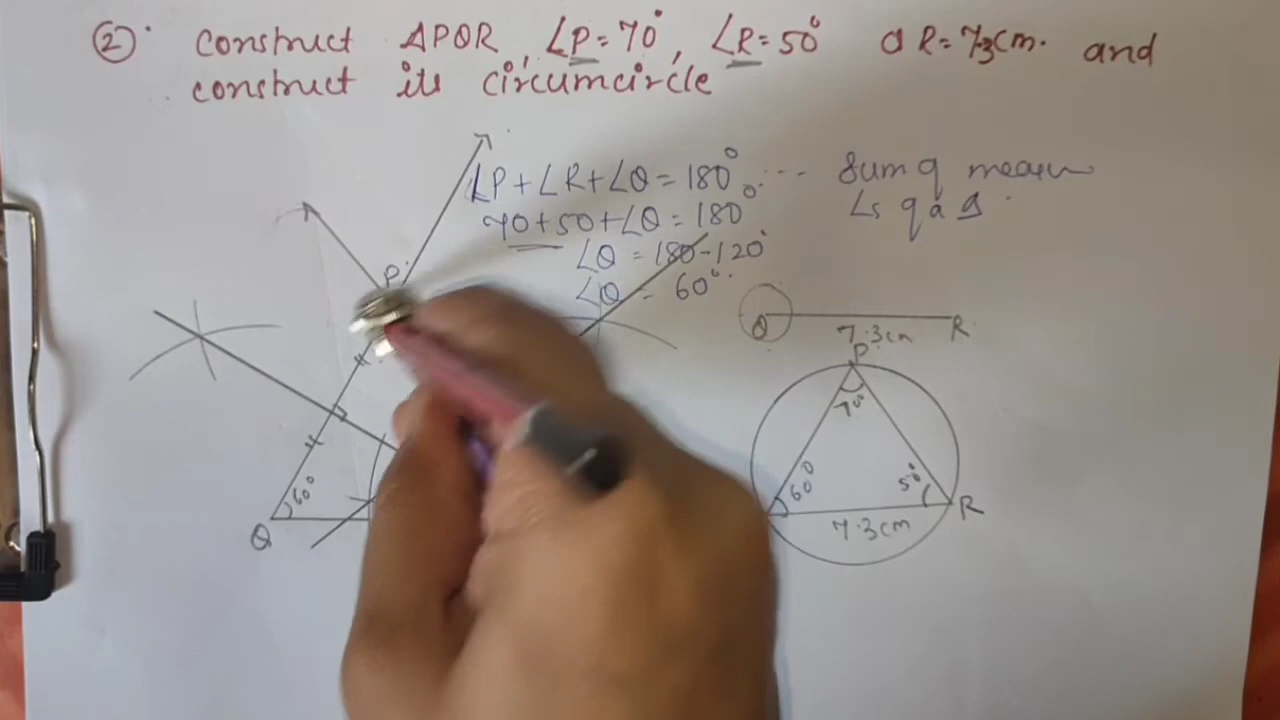 ② construct ΔPQR, ∠P=70°, ∠R=50° QR=7.3cm. and
construct its circumcircle
∠P+∠R+∠Q=180° ... Sum of
70+50+∠Q=180° ∠s of a Δ.
∠Q=180-120°
∠Q=60°
P
Q 7.3cm R
P
70°
60°
60° 50°
7.3cm R
Q